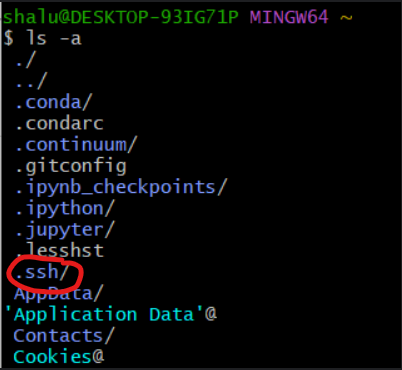 shalu@DESKTOP-93IG71P MINGW64 ~
$ ls -a
./
../
.conda/
.condarc
.continuum/
.gitconfig
.ipynb_checkpoints/
.ipython/
.jupyter/
.lesshst
.ssh/
AppData/
'Application Data'@
Contacts/
Cookies@